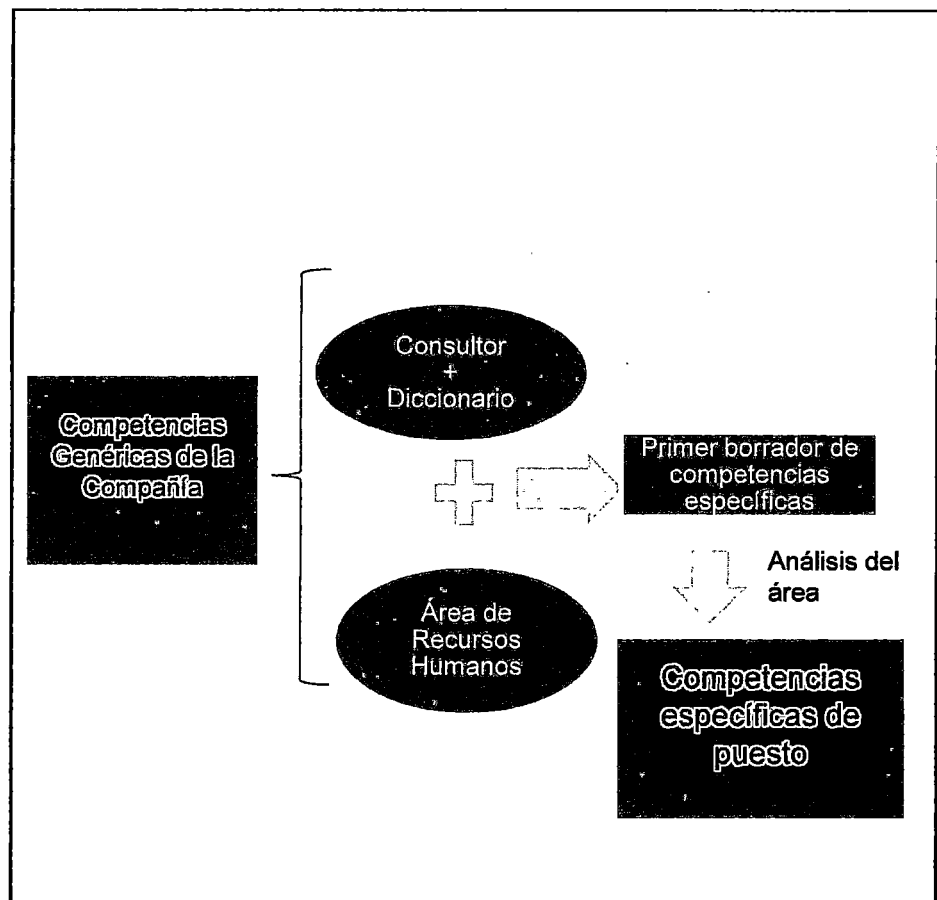 Competencias
Genéricas de la
Compañía
Consultor
+
Diccionario
Área de
Recursos
Humanos
Primer borrador de
competencias
específicas
Análisis del
área
Competencias
específicas de
puesto